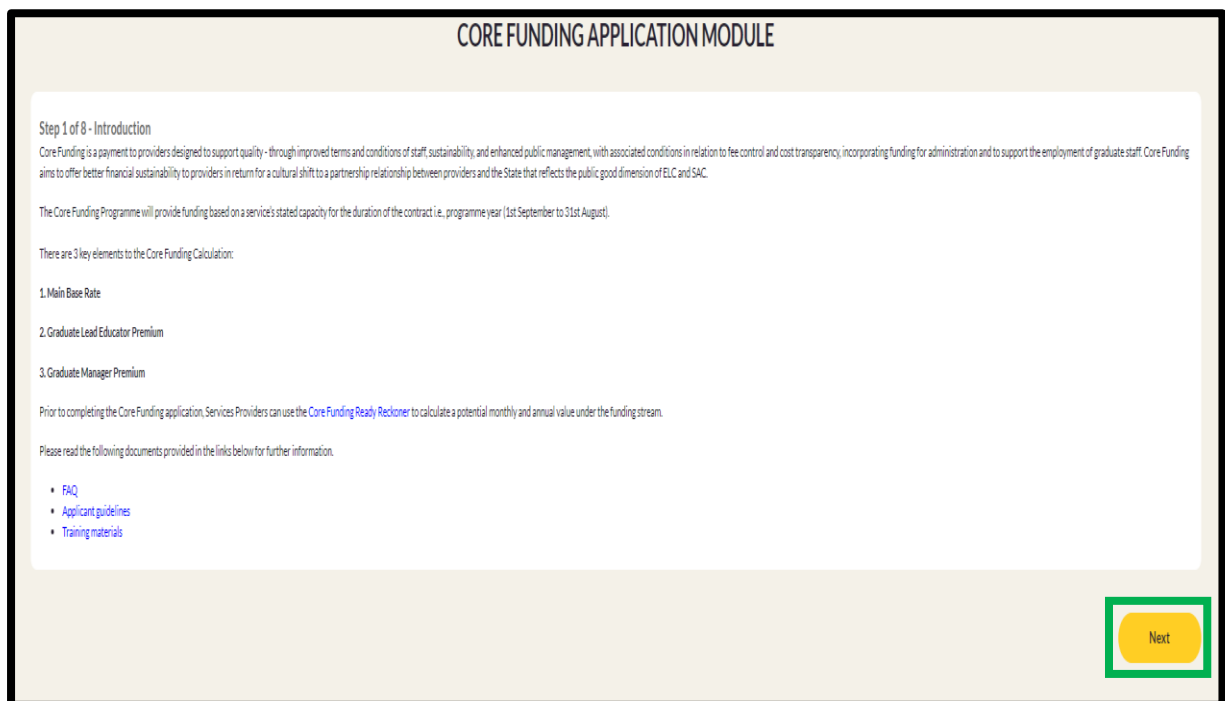 CORE FUNDING APPLICATION MODULE
Step 1 of 8 - Introduction
Core Funding is a payment to providers designed to support quality - through improved terms and conditions of staff, sustainability, and enhanced public management, with associated conditions in relation to fee control and cost transparency, incorporating funding for administration and to support the employment of graduate staff. Core Funding
aims to offer better financial sustainability to providers in return for a cultural shift to a partnership relationship between providers and the State that reflects the public good dimension of ELC and SAC.
The Core Funding Programme will provide funding based on a service's stated capacity for the duration of the contract i.e., programme year (1st September to 31st August).
There are 3 key elements to the Core Funding Calculation:
1. Main Base Rate
2. Graduate Lead Educator Premium
3. Graduate Manager Premium
Prior to completing the Core Funding application, Services Providers can use the Core Funding Ready Reckoner to calculate a potential monthly and annual value under the funding stream.
Please read the following documents provided in the links below for further information.
• FAQ
• Applicant guidelines
• Training materials
Next